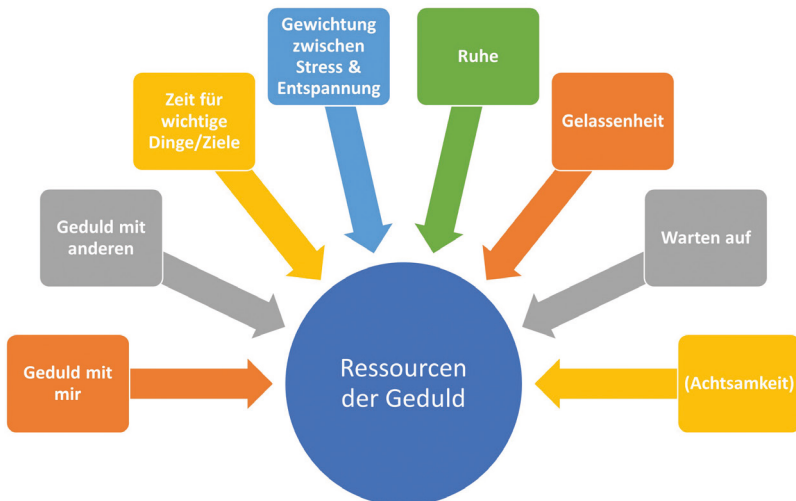 Gewichtung
zwischen
Stress &
Entspannung
Ruhe
Zeit für
wichtige
Dinge/Ziele
Gelassenheit
Geduld mit
anderen
Warten auf
Geduld mit
mir
(Achtsamkeit)
Ressourcen
der Geduld